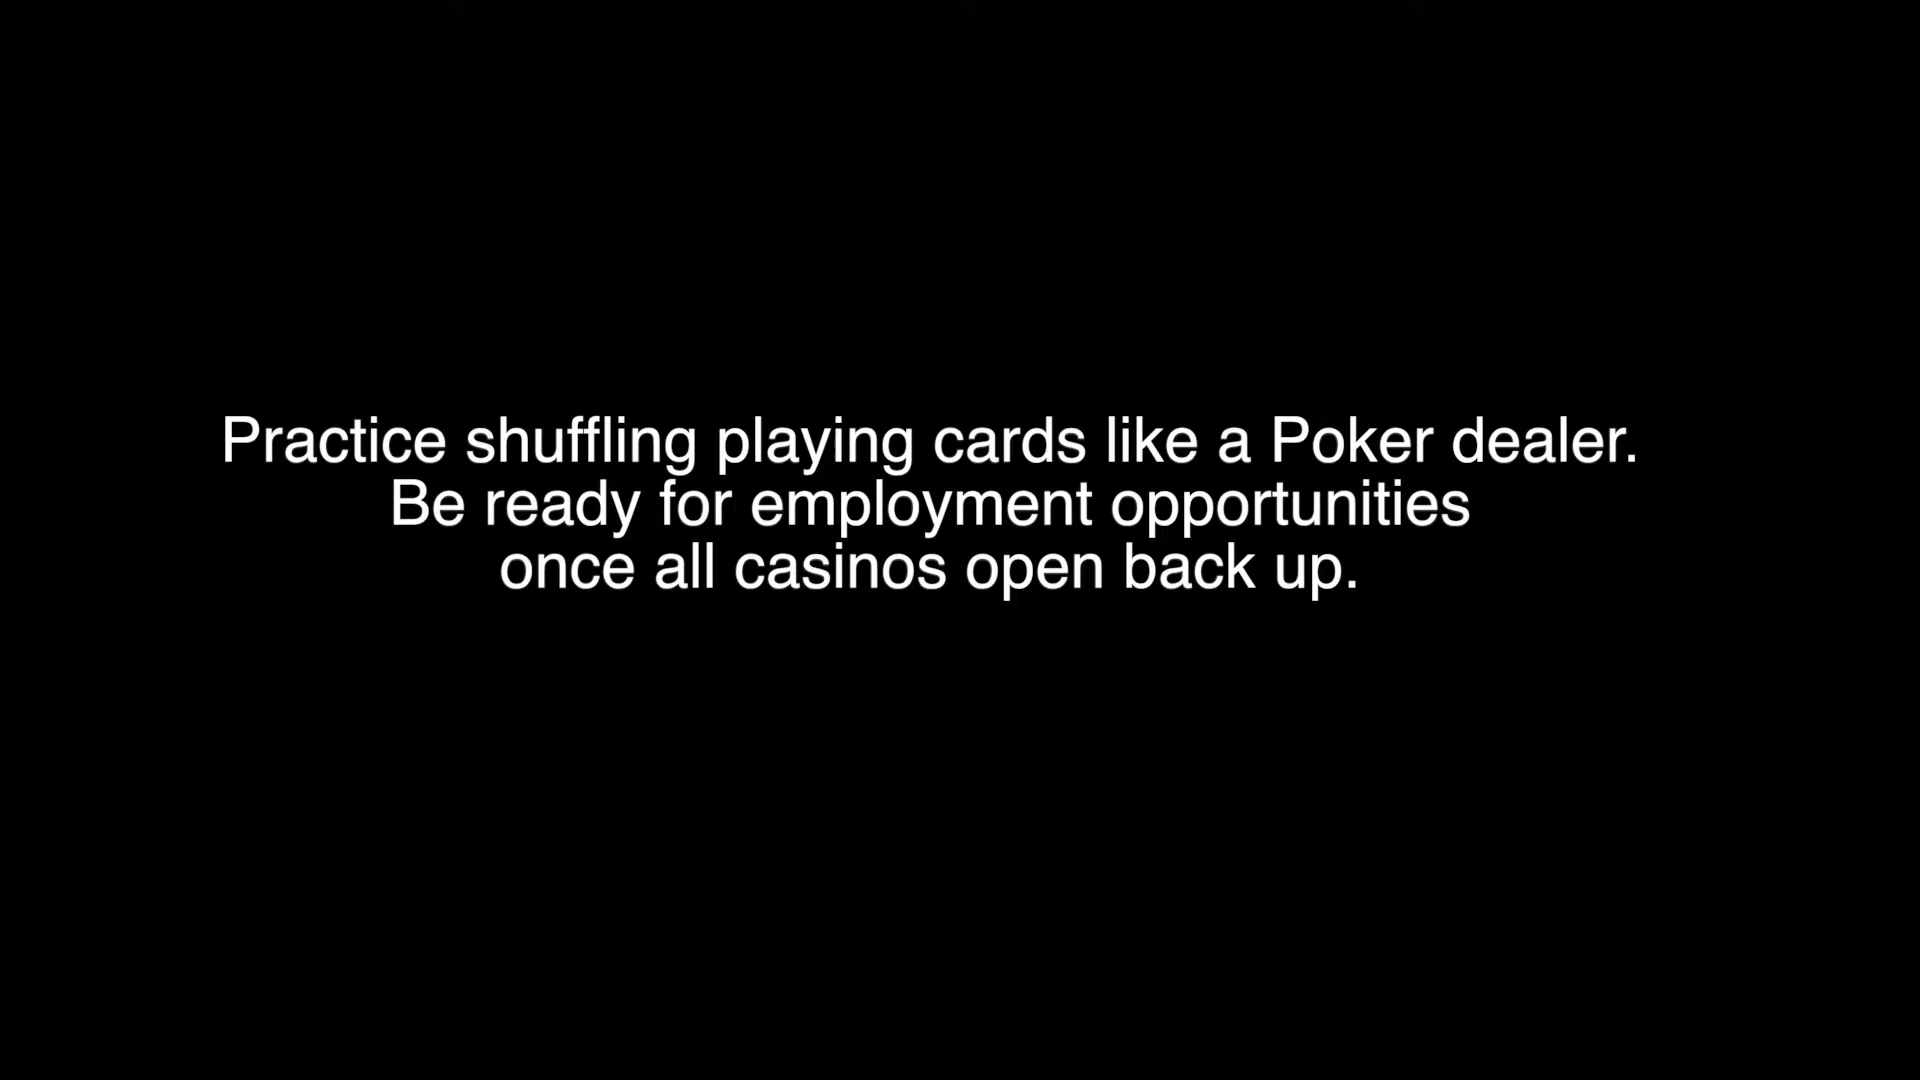 Practice shuffling playing cards like a Poker dealer.
Be ready for employment opportunities
once all casinos open back up.